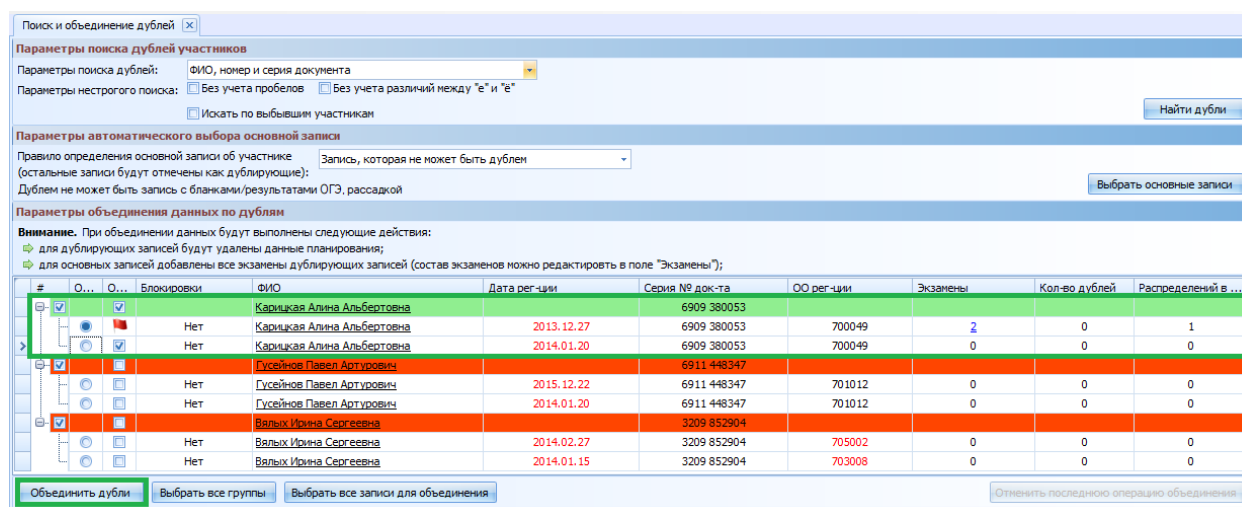 Поиск и объединение дублей
Параметры поиска дублей участников
Параметры поиска дублей: ФИО, номер и серия документа
Параметры нестрогого поиска: Без учета пробелов Без учета различий между "е" и "ё"
Искать по выбывшим участникам
Найти дубли
Параметры автоматического выбора основной записи
Правило определения основной записи об участнике
(остальные записи будут отмечены как дублирующие): Запись, которая не может быть дублем
Дублем не может быть запись с бланками/результатами ОГЭ, рассадкой
Выбрать основные записи
Параметры объединения данных по дублям
Внимание. При объединении данных будут выполнены следующие действия:
для дублирующих записей будут удалены данные планирования;
для основных записей добавлены все экзамены дублирующих записей (состав экзаменов можно редактировть в поле "Экзамены");
# О... О... Блокировки ФИО Дата рег-ции Серия № док-та ОО рег-ции Экзамены Кол-во дублей Распределений в ...
Карицкая Алина Альбертовна 6909 380053
Нет Карицкая Алина Альбертовна 2013.12.27 6909 380053 700049 2 0 1
Нет Карицкая Алина Альбертовна 2014.01.20 6909 380053 700049 0 0 0
Гусейнов Павел Артурович 6911 448347
Нет Гусейнов Павел Артурович 2015.12.22 6911 448347 701012 0 0 0
Нет Гусейнов Павел Артурович 2014.01.20 6911 448347 701012 0 0 0
Вялых Ирина Сергеевна 3209 852904
Нет Вялых Ирина Сергеевна 2014.02.27 3209 852904 705002 0 0 0
Нет Вялых Ирина Сергеевна 2014.01.15 3209 852904 703008 0 0 0
Объединить дубли Выбрать все группы Выбрать все записи для объединения Отменить последнюю операцию объединения